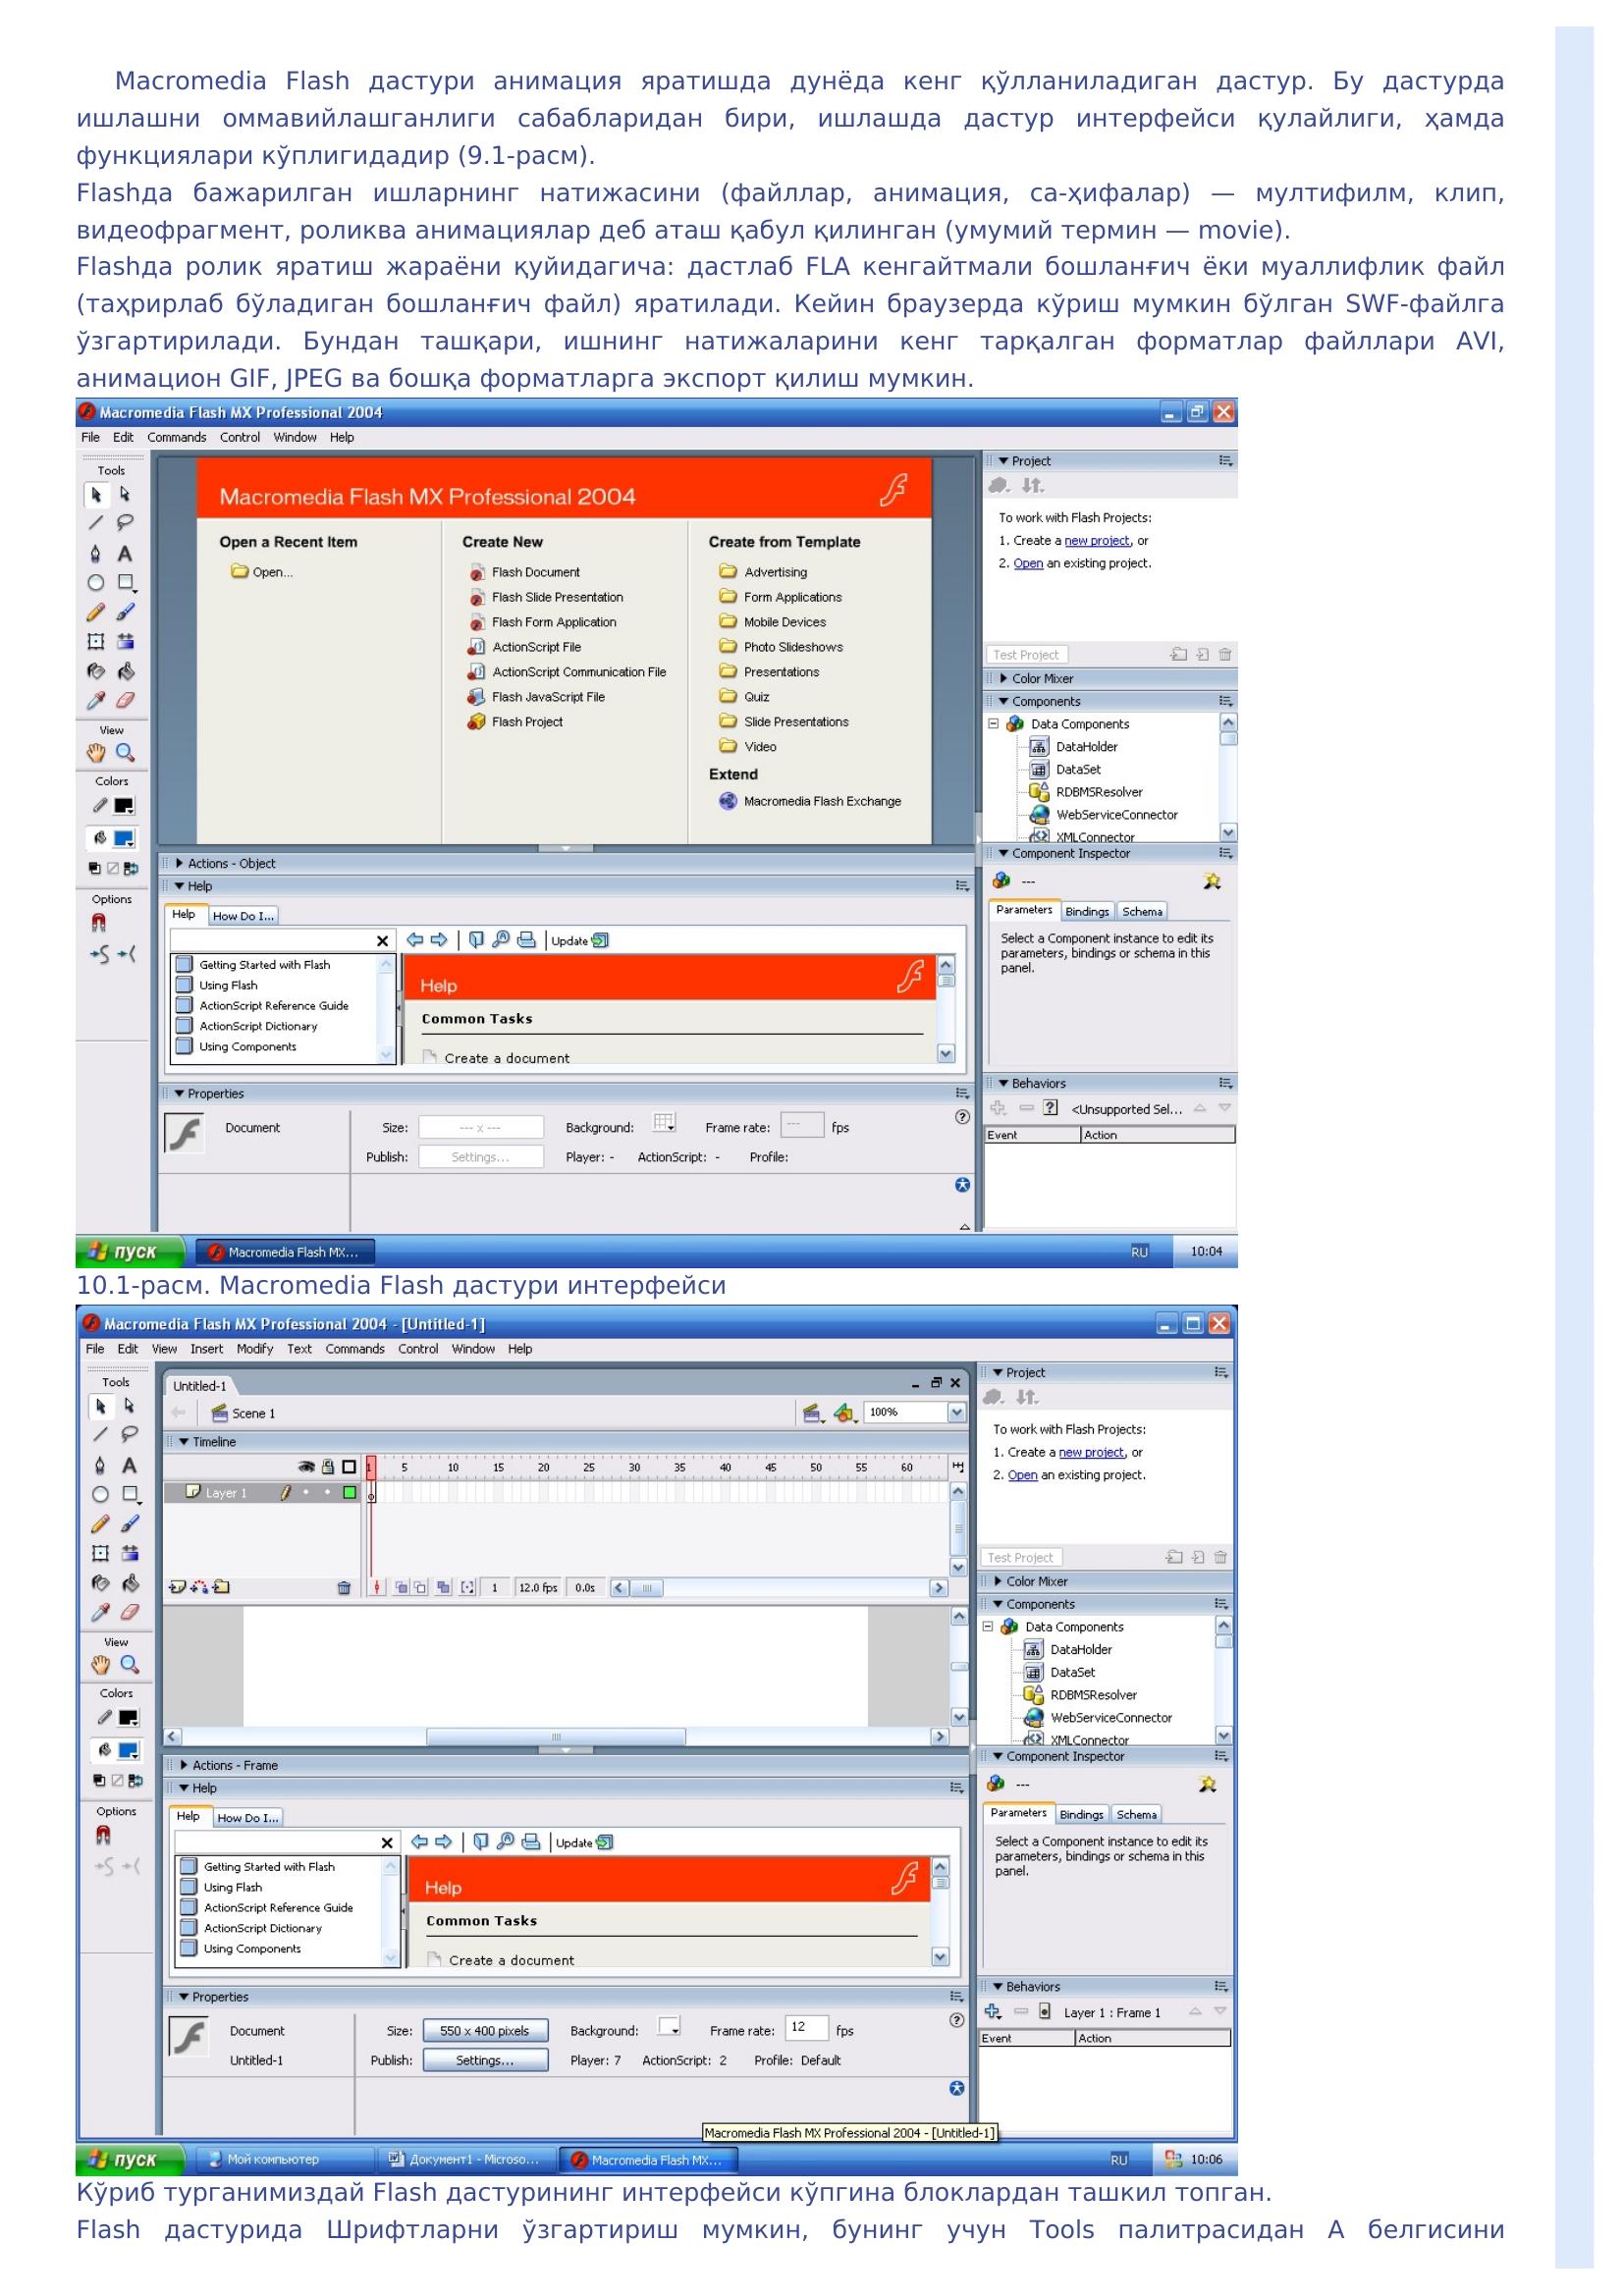 Macromedia Flash дастури анимация яратишда дунёда кенг қўлланиладиган дастур. Бу дастурда
ишлашни оммавийлашганлиги сабабларидан бири, ишлашда дастур интерфейси қулайлиги, ҳамда
функциялари кўплигидадир (9.1-расм).
Flashда бажарилган ишларнинг натижасини (файллар, анимация, са-ҳифалар) — мултифилм, клип,
видеофрагмент, роликва анимациялар деб аташ қабул қилинган (умумий термин — movie).
Flashда ролик яратиш жараёни қуйидагича: дастлаб FLA кенгайтмали бошланғич ёки муаллифлик файл
(таҳрирлаб бўладиган бошланғич файл) яратилади. Кейин браузерда кўриш мумкин бўлган SWF-файлга
ўзгартирилади. Бундан ташқари, ишнинг натижаларини кенг тарқалган форматлар файллари AVI,
анимацион GIF, JPEG ва бошқа форматларга экспорт қилиш мумкин.
Macromedia Flash MX Professional 2004
File Edit Commands Control Window Help
Tools
View
Colors
Options
Macromedia Flash MX Professional 2004
Open a Recent Item
Open...
Create New
Flash Document
Flash Slide Presentation
Flash Form Application
ActionScript File
ActionScript Communication File
Flash JavaScript File
Flash Project
Create from Template
Advertising
Form Applications
Mobile Devices
Photo Slideshows
Presentations
Quiz
Slide Presentations
Video
Extend
Macromedia Flash Exchange
Actions - Object
Help
Help How Do I...
Update
Getting Started with Flash
Using Flash
ActionScript Reference Guide
ActionScript Dictionary
Using Components
Help
Common Tasks
Create a document
Properties
Document Size: --- x --- Background: Frame rate: --- fps
Publish: Settings... Player: - ActionScript: - Profile:
Project
To work with Flash Projects:
1. Create a new project, or
2. Open an existing project.
Test Project
Color Mixer
Components
Data Components
DataHolder
DataSet
RDBMSResolver
WebServiceConnector
XMLConnector
Component Inspector
---
Parameters Bindings Schema
Select a Component instance to edit its
parameters, bindings or schema in this
panel.
Behaviors
<Unsupported Sel...
Event Action
пуск Macromedia Flash MX... RU 10:04
10.1-расм. Macromedia Flash дастури интерфейси
Macromedia Flash MX Professional 2004 - [Untitled-1]
File Edit View Insert Modify Text Commands Control Window Help
Tools
View
Colors
Options
Untitled-1
Scene 1 100%
Timeline
1 5 10 15 20 25 30 35 40 45 50 55 60
Layer 1
1 12.0 fps 0.0s
Actions - Frame
Help
Help How Do I...
Update
Getting Started with Flash
Using Flash
ActionScript Reference Guide
ActionScript Dictionary
Using Components
Help
Common Tasks
Create a document
Properties
Document Size: 550 x 400 pixels Background: Frame rate: 12 fps
Untitled-1 Publish: Settings... Player: 7 ActionScript: 2 Profile: Default
Project
To work with Flash Projects:
1. Create a new project, or
2. Open an existing project.
Test Project
Color Mixer
Components
Data Components
DataHolder
DataSet
RDBMSResolver
WebServiceConnector
XMLConnector
Component Inspector
---
Parameters Bindings Schema
Select a Component instance to edit its
parameters, bindings or schema in this
panel.
Behaviors
Layer 1 : Frame 1
Event Action
Macromedia Flash MX Professional 2004 - [Untitled-1]
пуск Мой компьютер Документ1 - Microso... Macromedia Flash MX... RU 10:06
Кўриб турганимиздай Flash дастурининг интерфейси кўпгина блоклардан ташкил топган.
Flash дастурида Шрифтларни ўзгартириш мумкин, бунинг учун Tools палитрасидан А белгисини